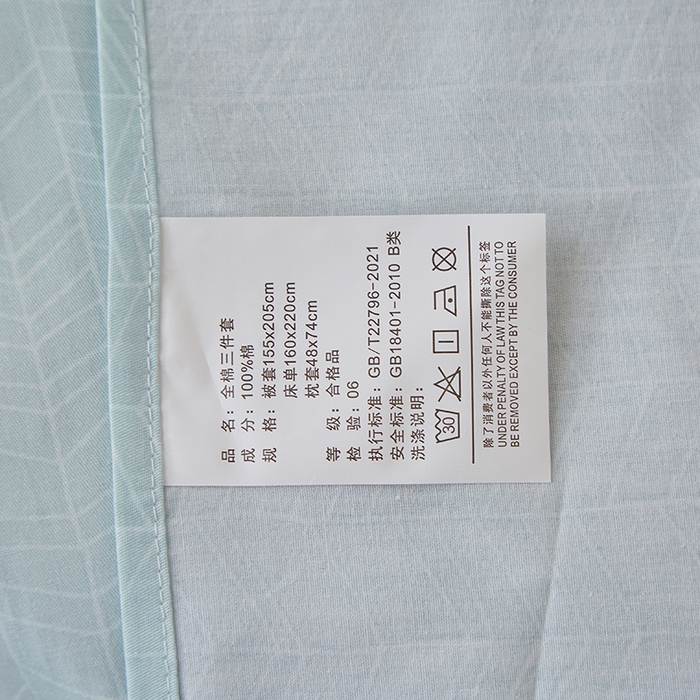 品 名：全棉三件套
成 分：100%棉
规 格：被套155x205cm
床单160x220cm
枕套48x74cm
等 级：合格品
检 验：06
执行标准：GB/T22796-2021
安全标准：GB18401-2010 B类
洗涤说明：
30
除了消费者以外任何人不能撕除这个标签
UNDER PENALTY OF LAW THIS TAG NOT TO
BE REMOVED EXCEPT BY THE CONSUMER